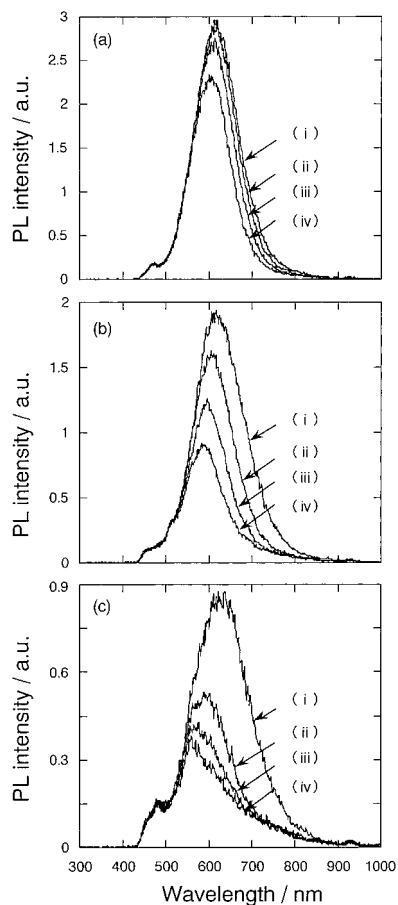 (a)
PL intensity / a.u.
3
2.5
2
1.5
1
0.5
0
( i )
( ii )
( iii )
( iv )
(b)
PL intensity / a.u.
2
1.5
1
0.5
0
( i )
( ii )
( iii )
( iv )
(c)
PL intensity / a.u.
0.9
0.6
0.3
0
( i )
( ii )
( iii )
( iv )
300 400 500 600 700 800 900 1000
Wavelength / nm